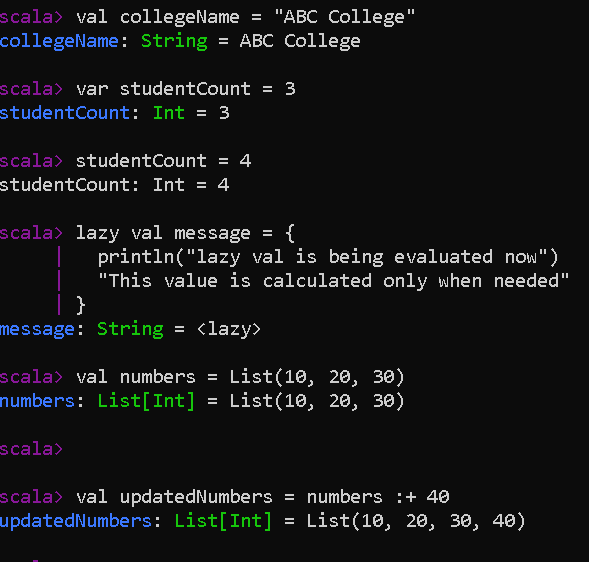 scala> val collegeName = "ABC College"
collegeName: String = ABC College
scala> var studentCount = 3
studentCount: Int = 3
scala> studentCount = 4
studentCount: Int = 4
scala> lazy val message = {
     |   println("lazy val is being evaluated now")
     |   "This value is calculated only when needed"
     | }
message: String = <lazy>
scala> val numbers = List(10, 20, 30)
numbers: List[Int] = List(10, 20, 30)
scala>
scala> val updatedNumbers = numbers :+ 40
updatedNumbers: List[Int] = List(10, 20, 30, 40)